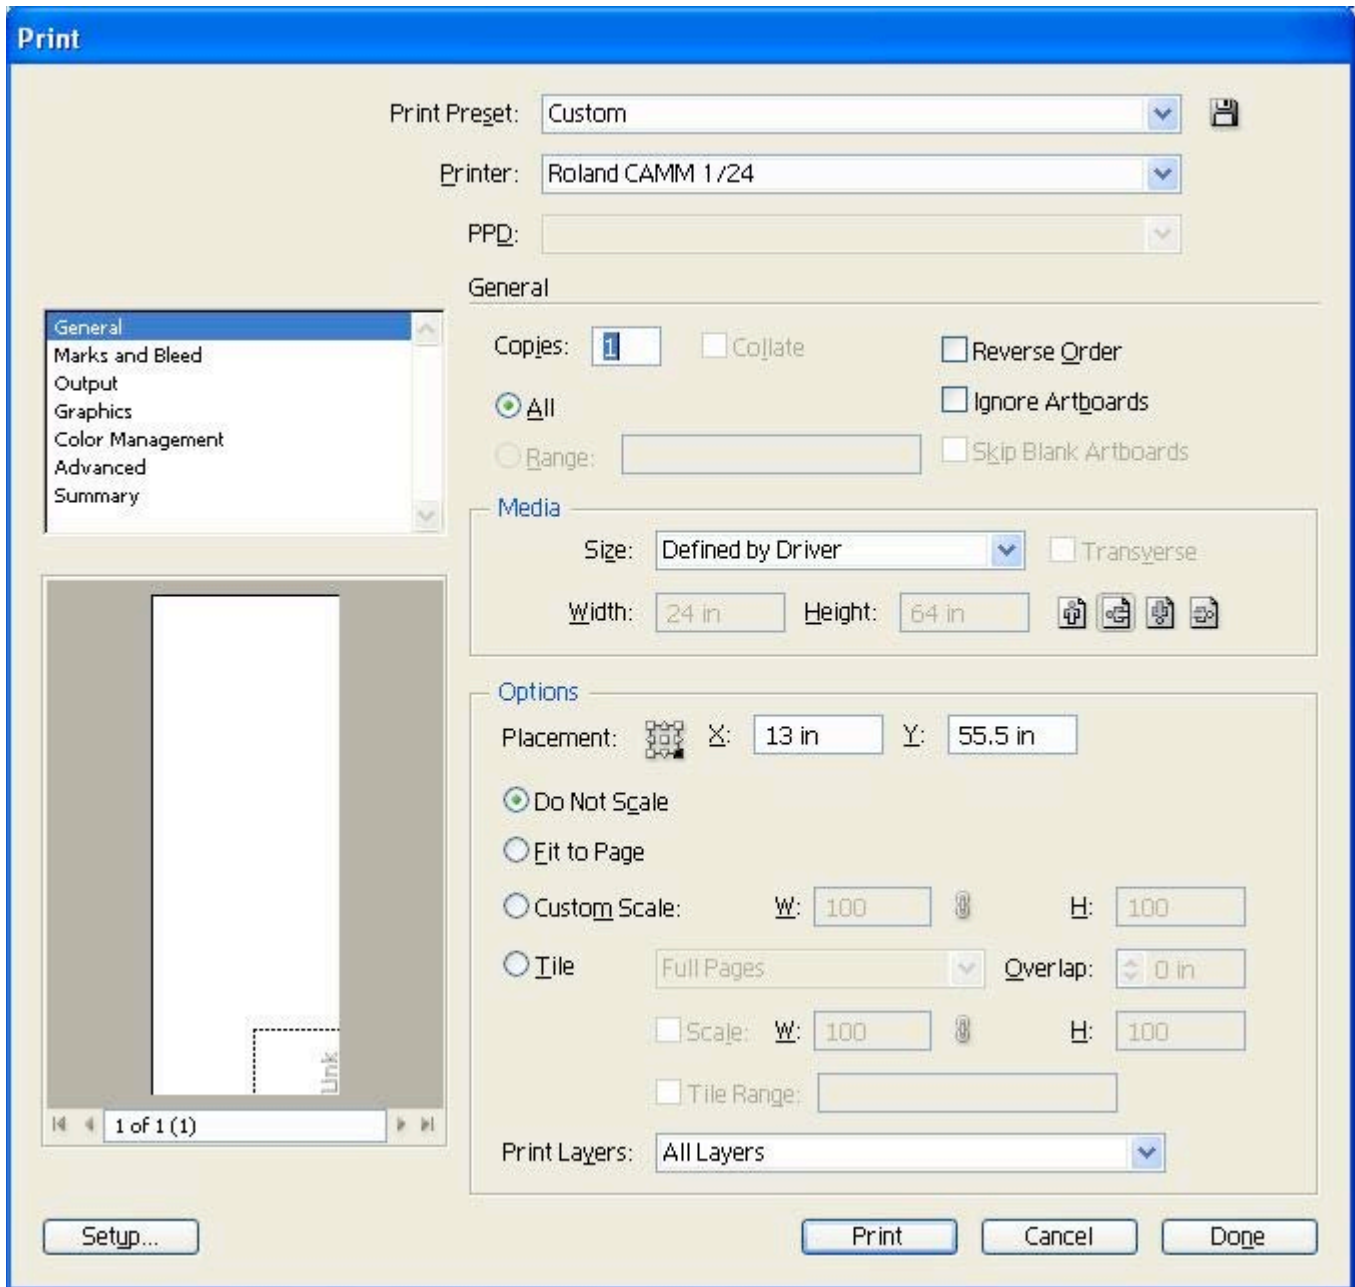 Print
Print Preset: Custom
Printer: Roland CAMM 1/24
PPD:
General
Marks and Bleed
Output
Graphics
Color Management
Advanced
Summary
1 of 1 (1)
Link
General
Copies: 1 Collate Reverse Order
All Ignore Artboards
Range: Skip Blank Artboards
Media
Size: Defined by Driver Transverse
Width: 24 in Height: 64 in
Options
Placement: X: 13 in Y: 55.5 in
Do Not Scale
Fit to Page
Custom Scale: W: 100 H: 100
Tile Full Pages Overlap: 0 in
Scale: W: 100 H: 100
Tile Range:
Print Layers: All Layers
Setup... Print Cancel Done